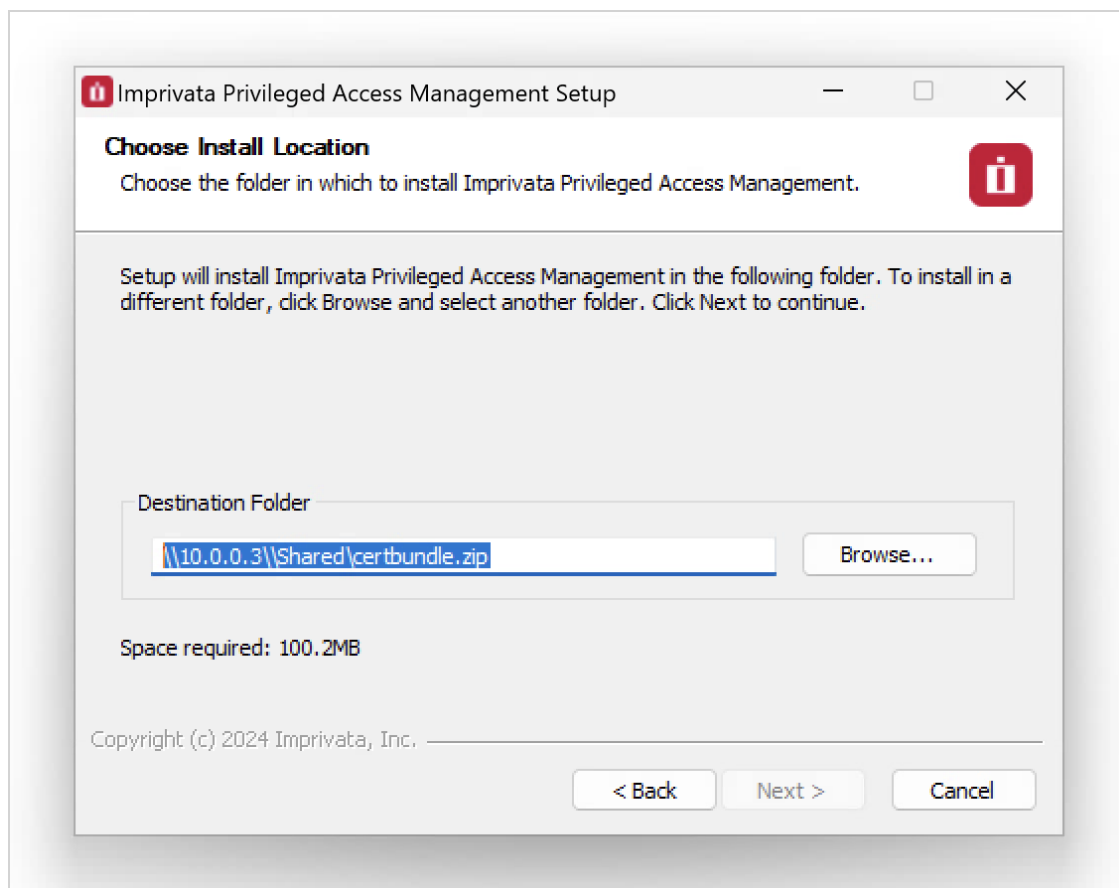 Imprivata Privileged Access Management Setup
Choose Install Location
Choose the folder in which to install Imprivata Privileged Access Management.
Setup will install Imprivata Privileged Access Management in the following folder. To install in a
different folder, click Browse and select another folder. Click Next to continue.
Destination Folder
\\10.0.0.3\\Shared\certbundle.zip
Browse...
Space required: 100.2MB
Copyright (c) 2024 Imprivata, Inc.
< Back
Next >
Cancel